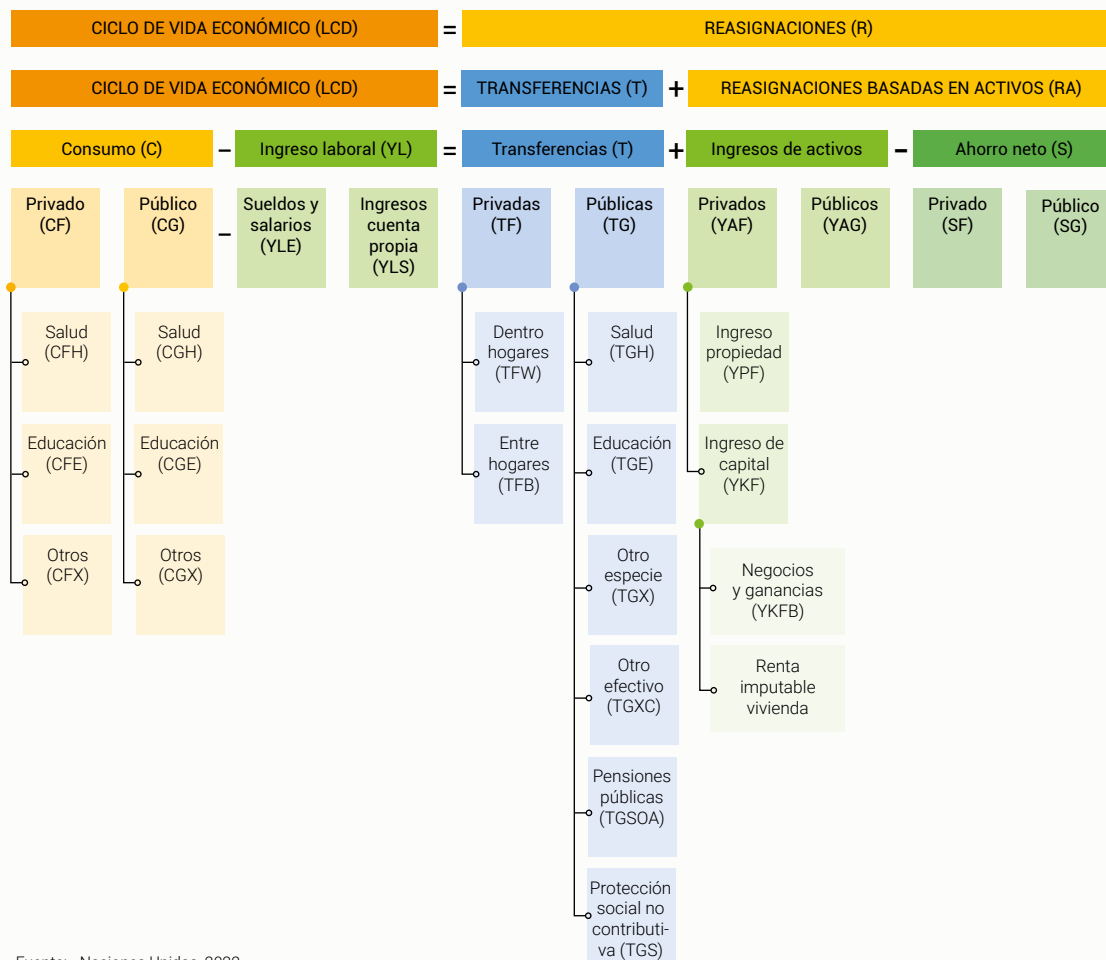 CICLO DE VIDA ECONÓMICO (LCD) = REASIGNACIONES (R)
CICLO DE VIDA ECONÓMICO (LCD) = TRANSFERENCIAS (T) + REASIGNACIONES BASADAS EN ACTIVOS (RA)
Consumo (C) – Ingreso laboral (YL) = Transferencias (T) + Ingresos de activos – Ahorro neto (S)
Privado
(CF)
Público
(CG)
–
Sueldos y
salarios
(YLE)
Ingresos
cuenta
propia
(YLS)
Privadas
(TF)
Públicas
(TG)
Privados
(YAF)
Públicos
(YAG)
Privado
(SF)
Público
(SG)
Salud
(CFH)
Educación
(CFE)
Otros
(CFX)
Salud
(CGH)
Educación
(CGE)
Otros
(CGX)
Dentro
hogares
(TFW)
Entre
hogares
(TFB)
Salud
(TGH)
Educación
(TGE)
Otro
especie
(TGX)
Otro
efectivo
(TGXC)
Pensiones
públicas
(TGSOA)
Protección
social no
contributi-
va (TGS)
Ingreso
propiedad
(YPF)
Ingreso de
capital
(YKF)
Negocios
y ganancias
(YKFB)
Renta
imputable
vivienda